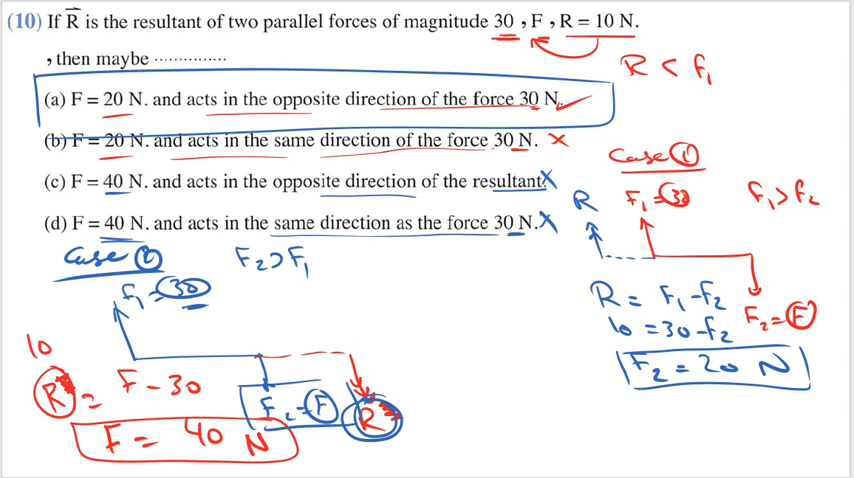 (10) If R is the resultant of two parallel forces of magnitude 30 , F , R = 10 N.
, then maybe ...............
R < F₁
(a) F = 20 N. and acts in the opposite direction of the force 30 N.
(b) F = 20 N. and acts in the same direction of the force 30 N. ×
(c) F = 40 N. and acts in the opposite direction of the resultant. ×
(d) F = 40 N. and acts in the same direction as the force 30 N. ×
Case ①
R
F₁ = 30
F₁ > F₂
F₂ = F
R = F₁ - F₂
10 = 30 - F₂
F₂ = 20 N
Case ②
F₂ > F₁
F₁ = 30
F₂ = F
R
10
R = F - 30
F = 40 N